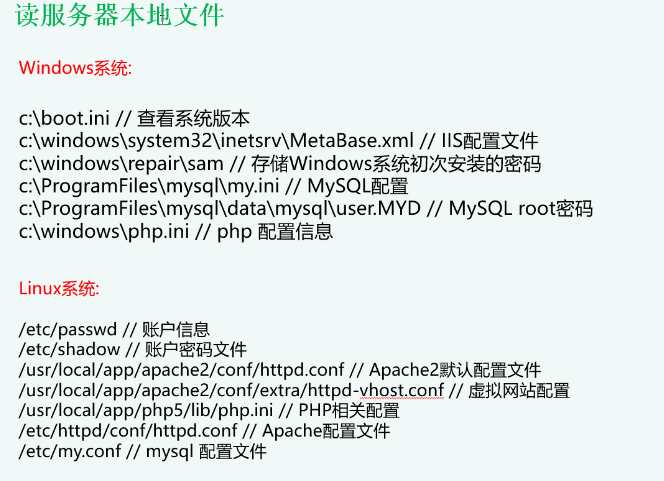 读服务器本地文件
Windows系统:
c:\boot.ini // 查看系统版本
c:\windows\system32\inetsrv\MetaBase.xml // IIS配置文件
c:\windows\repair\sam // 存储Windows系统初次安装的密码
c:\ProgramFiles\mysql\my.ini // MySQL配置
c:\ProgramFiles\mysql\data\mysql\user.MYD // MySQL root密码
c:\windows\php.ini // php 配置信息
Linux系统:
/etc/passwd // 账户信息
/etc/shadow // 账户密码文件
/usr/local/app/apache2/conf/httpd.conf // Apache2默认配置文件
/usr/local/app/apache2/conf/extra/httpd-vhost.conf // 虚拟网站配置
/usr/local/app/php5/lib/php.ini // PHP相关配置
/etc/httpd/conf/httpd.conf // Apache配置文件
/etc/my.conf // mysql 配置文件